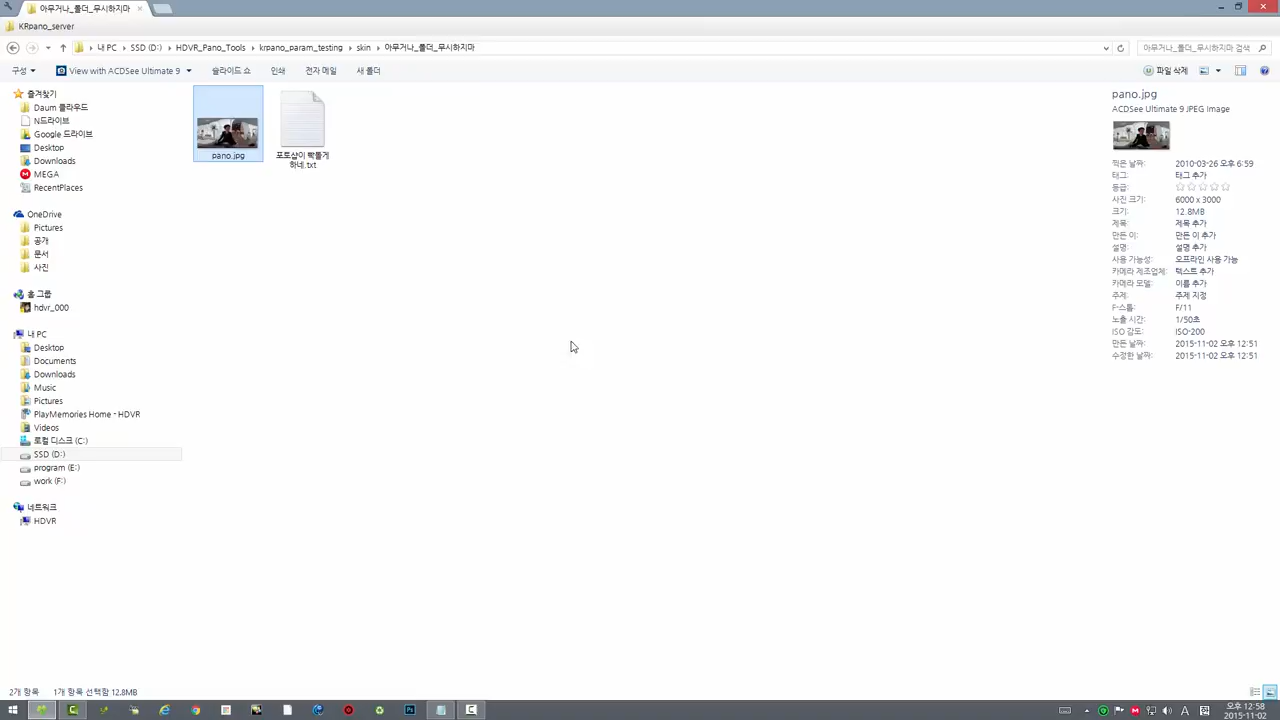 아무거나_폴더_무시하지마
KRpano_server
내 PC SSD (D:) HDVR_Pano_Tools krpano_param_testing skin 아무거나_폴더_무시하지마
아무거나_폴더_무시하지마 검색
구성 View with ACDSee Ultimate 9 슬라이드 쇼 인쇄 전자 메일 새 폴더 파일 삭제
즐겨찾기
Daum 클라우드
N드라이브
Google 드라이브
Desktop
Downloads
MEGA
RecentPlaces
OneDrive
Pictures
공개
문서
사진
홈 그룹
hdvr_000
내 PC
Desktop
Documents
Downloads
Music
Pictures
PlayMemories Home - HDVR
Videos
로컬 디스크 (C:)
SSD (D:)
program (E:)
work (F:)
네트워크
HDVR
pano.jpg
포토샵이 삑뚤게
하네.txt
pano.jpg
ACDSee Ultimate 9 JPEG Image
찍은 날짜: 2010-03-26 오후 6:59
태그: 태그 추가
등급:
사진 크기: 6000 x 3000
크기: 12.8MB
제목: 제목 추가
만든 이: 만든 이 추가
설명: 설명 추가
사용 가능성: 오프라인 사용 가능
카메라 제조업체: 텍스트 추가
카메라 모델: 이름 추가
주제: 주제 지정
F-스톱: F/11
노출 시간: 1/50초
ISO 감도: ISO-200
만든 날짜: 2015-11-02 오후 12:51
수정한 날짜: 2015-11-02 오후 12:51
2개 항목 1개 항목 선택함 12.8MB
오후 12:58
2015-11-02